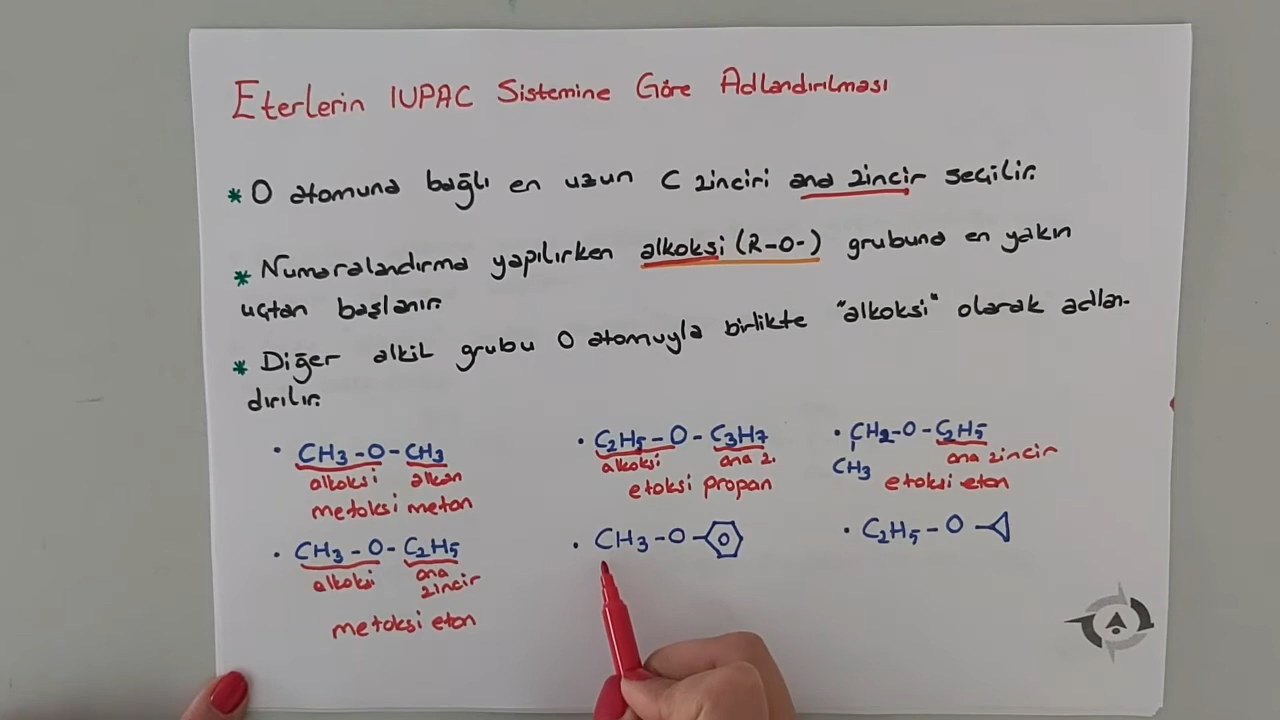 Eterlerin IUPAC Sistemine Göre Adlandırılması
* O atomuna bağlı en uzun C zinciri ana zincir seçilir.
* Numaralandırma yapılırken alkoksi (R-O-) grubuna en yakın
uçtan başlanır.
* Diğer alkil grubu O atomuyla birlikte "alkoksi" olarak adlan-
dırılır.
• CH3-O-CH3
alkoksi alkan
metoksi metan
• CH3-O-C2H5
alkoksi ana
zincir
metoksi etan
• C2H5-O-C3H7
alkoksi ana z.
etoksi propan
• CH3-O-
• CH2-O-C2H5
CH3 ana zincir
etoksi etan
• C2H5-O-